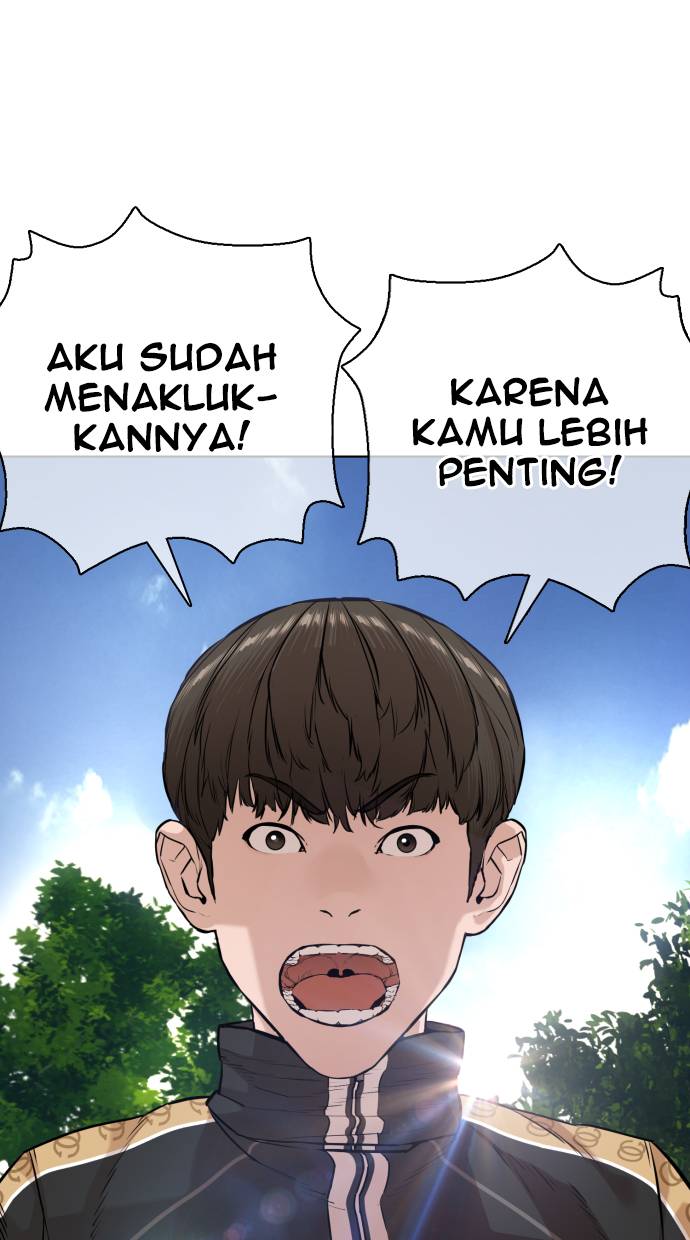 AKU SUDAH
MENAKLUK-
KANNYA!
KARENA
KAMU LEBIH
PENTING!